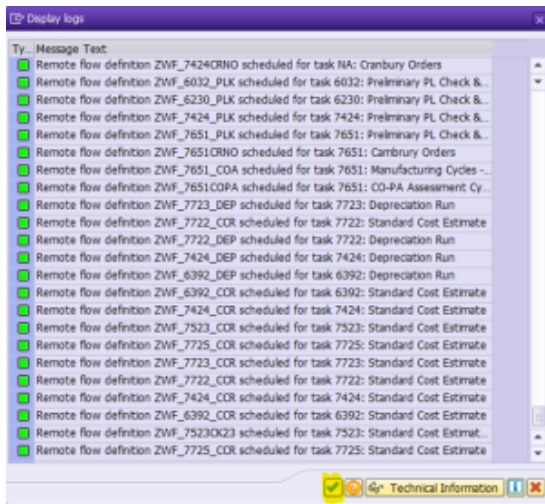 Display logs
Ty.. Message Text
Remote flow definition ZWF_7424CRNO scheduled for task NA: Cranbury Orders
Remote flow definition ZWF_6032_PLK scheduled for task 6032: Preliminary PL Check &..
Remote flow definition ZWF_6230_PLK scheduled for task 6230: Preliminary PL Check &..
Remote flow definition ZWF_7424_PLK scheduled for task 7424: Preliminary PL Check &..
Remote flow definition ZWF_7651_PLK scheduled for task 7651: Preliminary PL Check &..
Remote flow definition ZWF_7651CRNO scheduled for task 7651: Cambrury Orders
Remote flow definition ZWF_7651_COA scheduled for task 7651: Manufacturing Cycles -..
Remote flow definition ZWF_7651COPA scheduled for task 7651: CO-PA Assessment Cy..
Remote flow definition ZWF_7723_DEP scheduled for task 7723: Depreciation Run
Remote flow definition ZWF_7722_CCR scheduled for task 7722: Standard Cost Estimate
Remote flow definition ZWF_7722_DEP scheduled for task 7722: Depreciation Run
Remote flow definition ZWF_7424_DEP scheduled for task 7424: Depreciation Run
Remote flow definition ZWF_6392_DEP scheduled for task 6392: Depreciation Run
Remote flow definition ZWF_6392_CCR scheduled for task 6392: Standard Cost Estimate
Remote flow definition ZWF_7424_CCR scheduled for task 7424: Standard Cost Estimate
Remote flow definition ZWF_7523_CCR scheduled for task 7523: Standard Cost Estimate
Remote flow definition ZWF_7725_CCR scheduled for task 7725: Standard Cost Estimate
Remote flow definition ZWF_7723_CCR scheduled for task 7723: Standard Cost Estimate
Remote flow definition ZWF_7722_CCR scheduled for task 7722: Standard Cost Estimate
Remote flow definition ZWF_7424_CCR scheduled for task 7424: Standard Cost Estimate
Remote flow definition ZWF_6392_CCR scheduled for task 6392: Standard Cost Estimate
Remote flow definition ZWF_7523CK23 scheduled for task 7523: Standard Cost Estimat..
Remote flow definition ZWF_7725_CCR scheduled for task 7725: Standard Cost Estimate
Technical Information